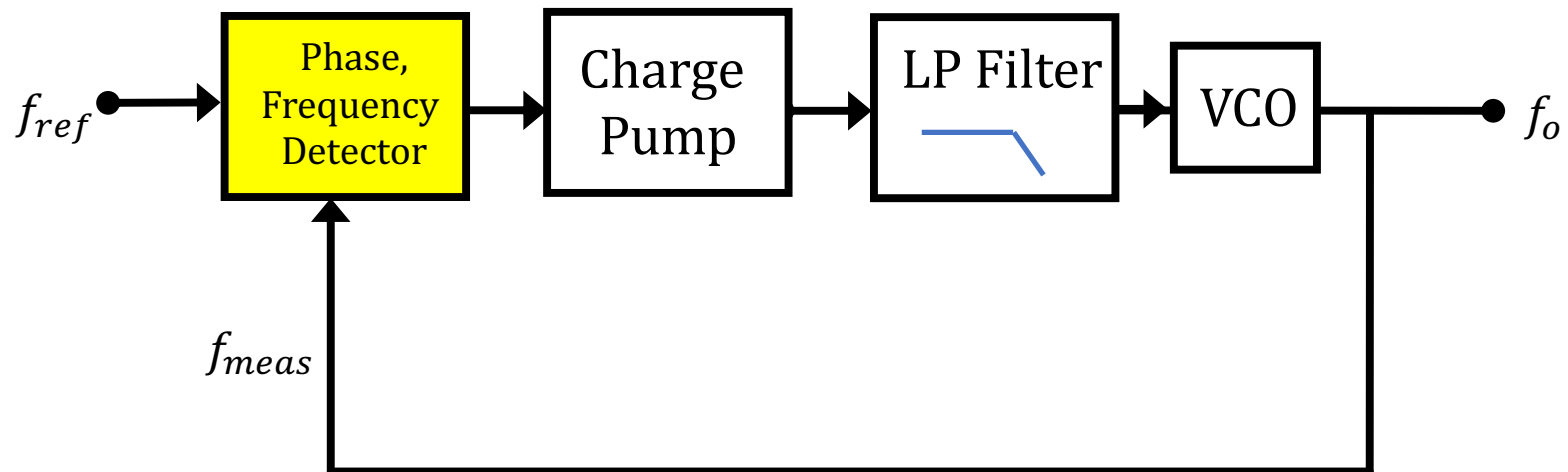 f_ref
Phase,
Frequency
Detector
Charge
Pump
LP Filter
VCO
f_o
f_meas